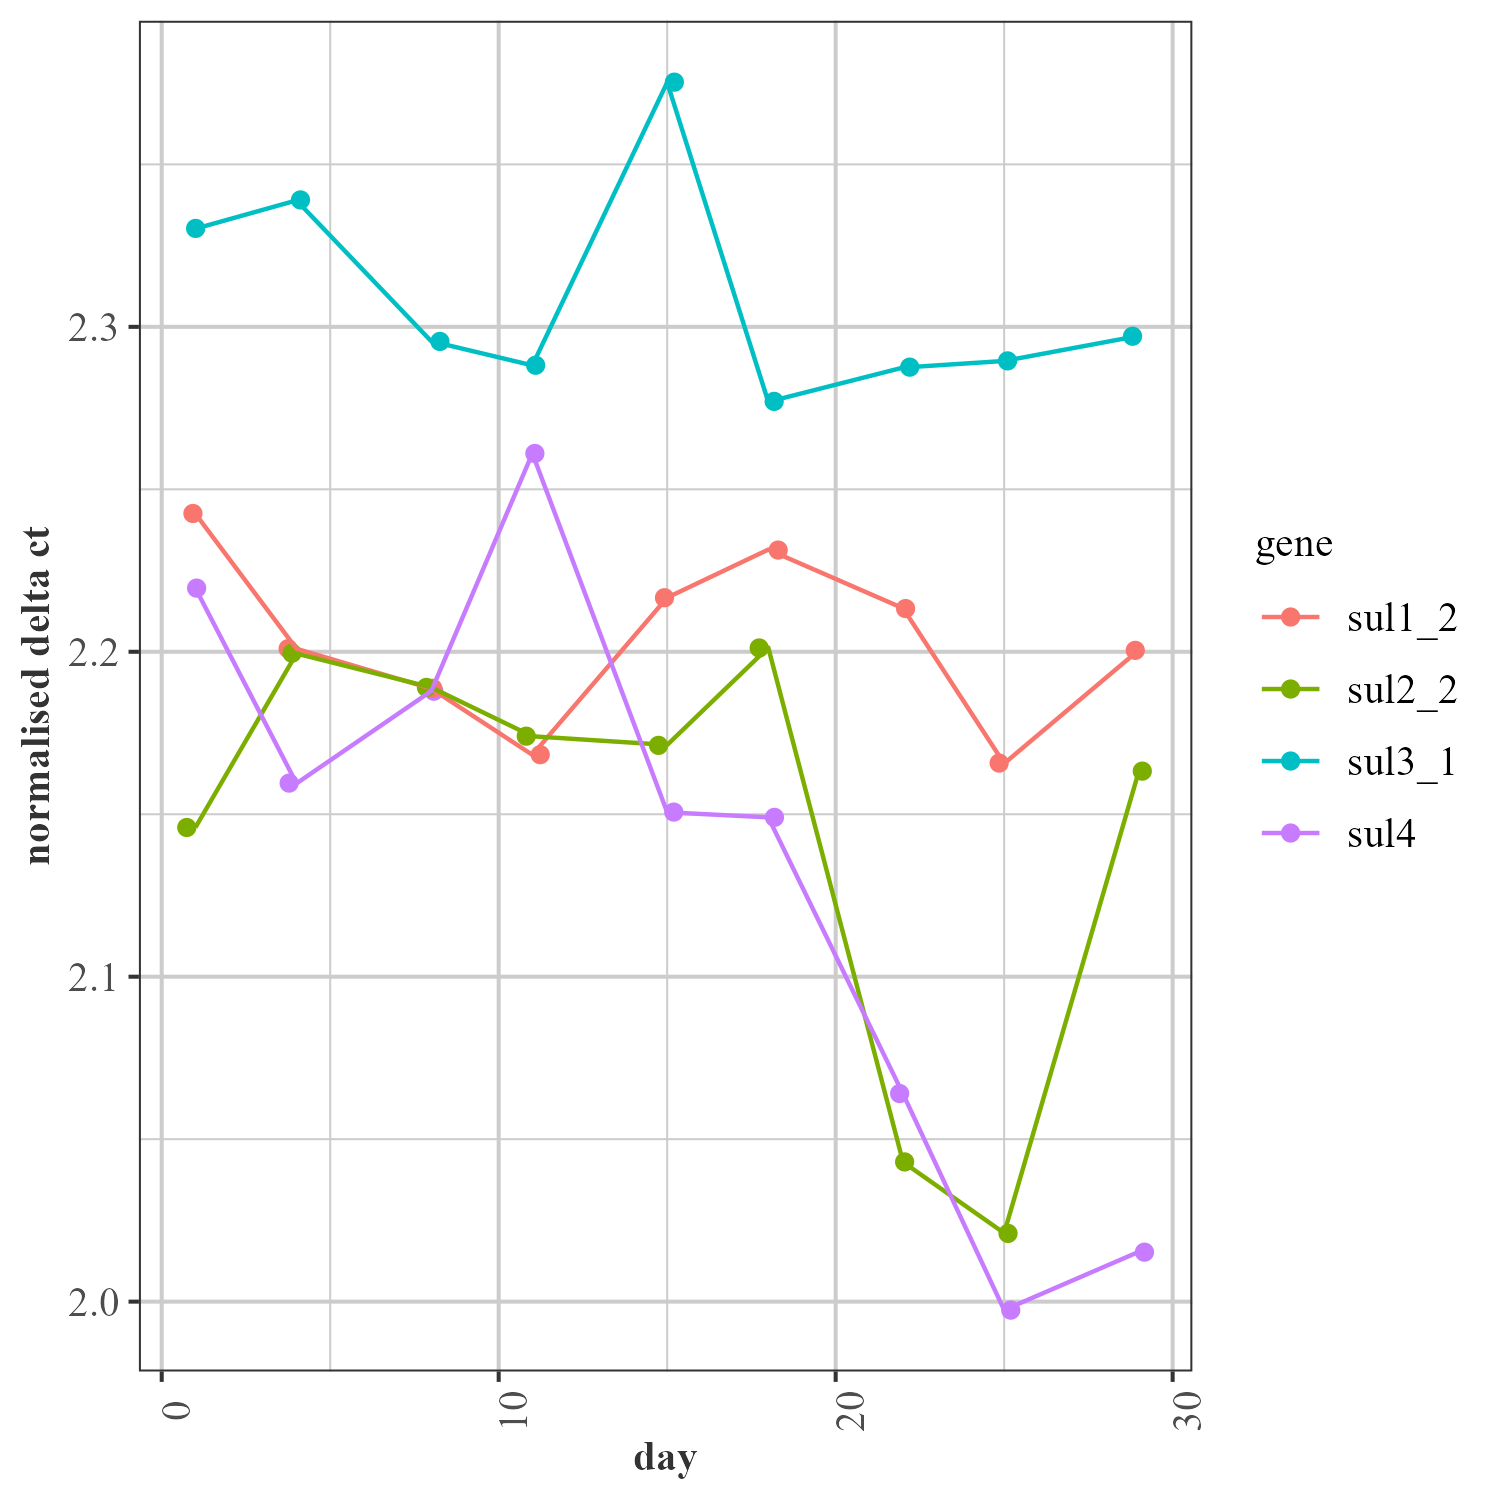 normalised delta ct
2.3
2.2
2.1
2.0
0
10
20
30
day
gene
sul1_2
sul2_2
sul3_1
sul4